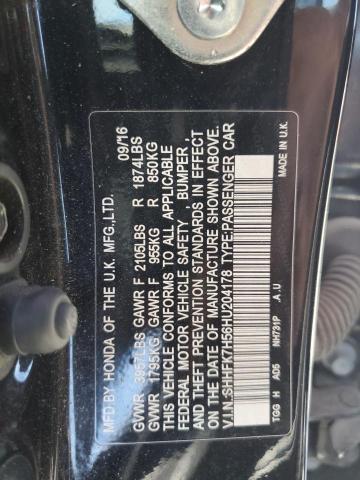 MFD BY HONDA OF THE U.K. MFG.,LTD. 09/16
GVWR 3957LBS GAWR F 2105LBS R 1874LBS
GVWR 1795KG GAWR F 955KG R 850KG
THIS VEHICLE CONFORMS TO ALL APPLICABLE
FEDERAL MOTOR VEHICLE SAFETY , BUMPER,
AND THEFT PREVENTION STANDARDS IN EFFECT
ON THE DATE OF MANUFACTURE SHOWN ABOVE.
V.I.N.:SHHFK7H56HU204178 TYPE:PASSENGER CAR
TGG H A05 NH731P .A.U
MADE IN U.K.